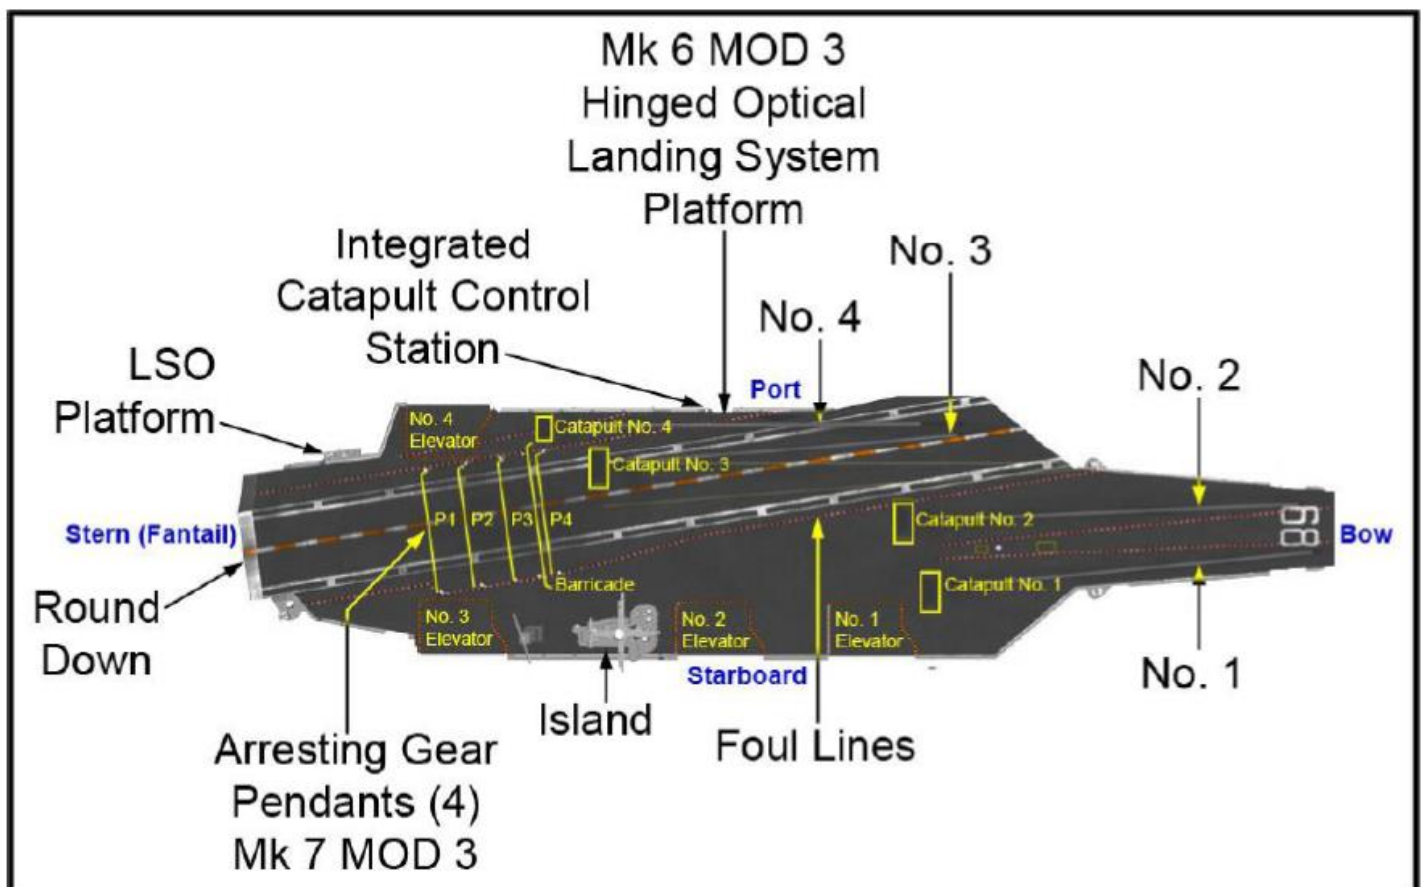 Mk 6 MOD 3
Hinged Optical
Landing System
Platform
Integrated
Catapult Control
Station
No. 3
No. 4
LSO
Platform
Port
No. 2
No. 4
Elevator
Catapult No. 4
Catapult No. 3
P1
P2
P3
P4
Catapult No. 2
69
Stern (Fantail)
Bow
Barricade
Catapult No. 1
Round
Down
No. 3
Elevator
No. 2
Elevator
No. 1
Elevator
Starboard
No. 1
Island
Foul Lines
Arresting Gear
Pendants (4)
Mk 7 MOD 3